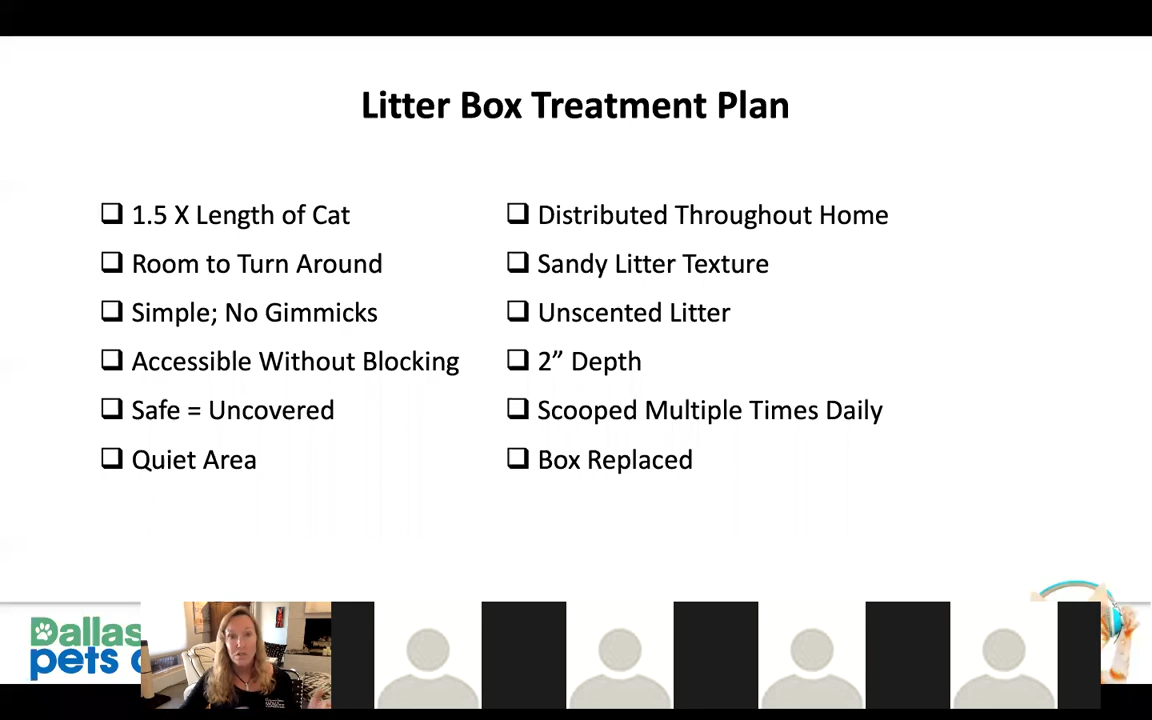 Litter Box Treatment Plan
1.5 X Length of Cat
Room to Turn Around
Simple; No Gimmicks
Accessible Without Blocking
Safe = Uncovered
Quiet Area
Distributed Throughout Home
Sandy Litter Texture
Unscented Litter
2” Depth
Scooped Multiple Times Daily
Box Replaced
Dallas
pets